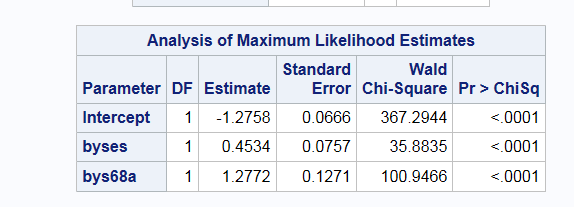 Analysis of Maximum Likelihood Estimates
Parameter DF Estimate Standard Error Wald Chi-Square Pr > ChiSq
Intercept 1 -1.2758 0.0666 367.2944 <.0001
byses 1 0.4534 0.0757 35.8835 <.0001
bys68a 1 1.2772 0.1271 100.9466 <.0001